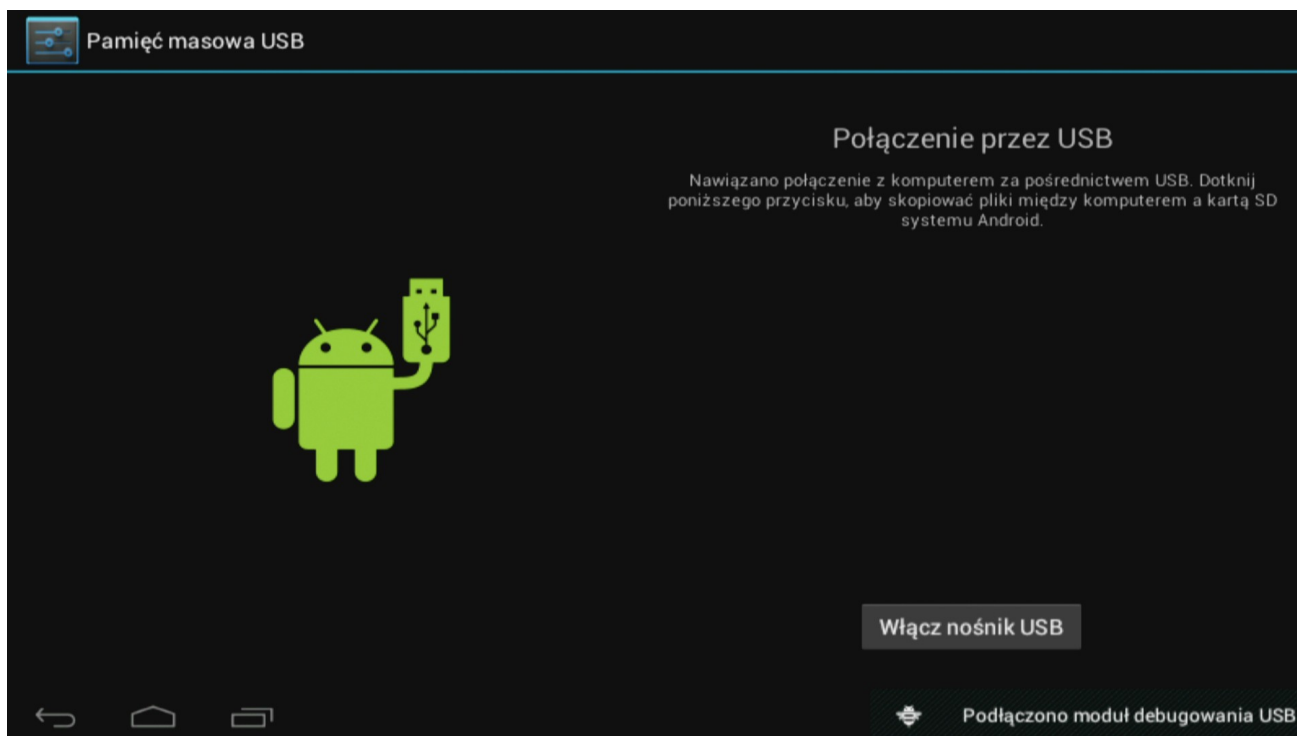 Pamięć masowa USB
Połączenie przez USB
Nawiązano połączenie z komputerem za pośrednictwem USB. Dotknij
poniższego przycisku, aby skopiować pliki między komputerem a kartą SD
systemu Android.
Włącz nośnik USB
Podłączono moduł debugowania USB